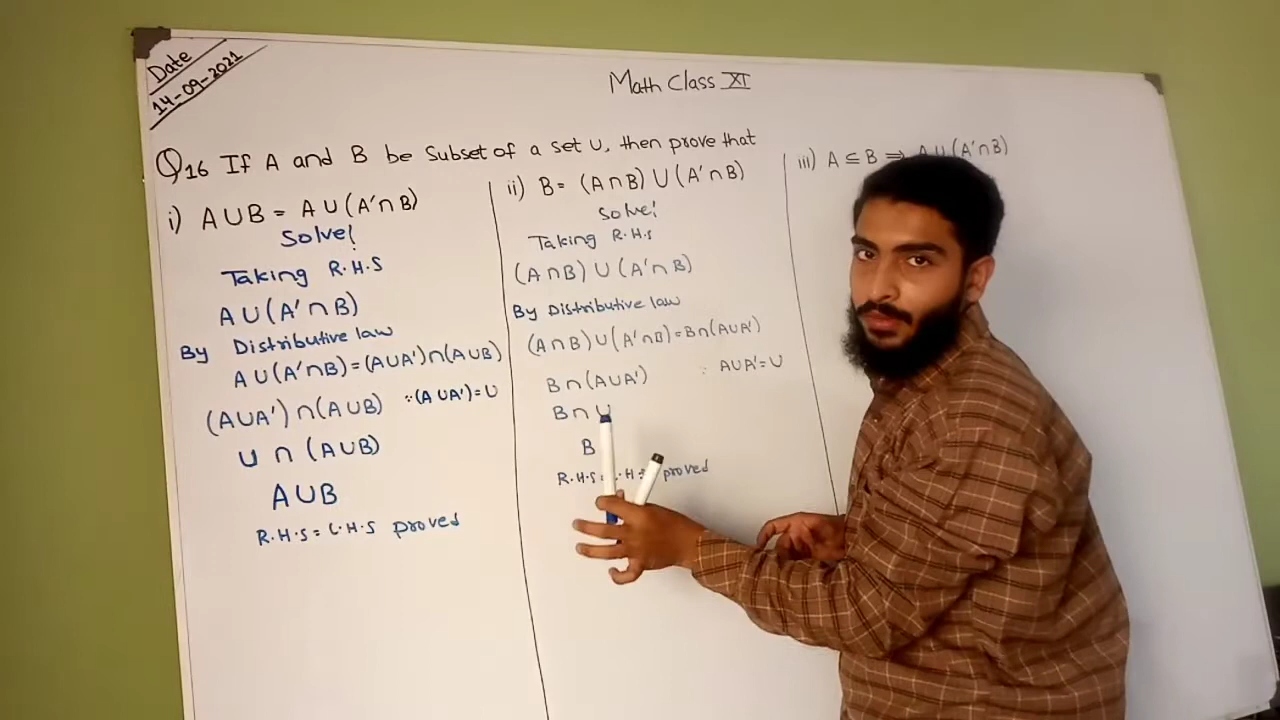 Date
14-09-2021
Math Class XI
Q16 If A and B be Subset of a set U, then prove that
i) A∪B = A∪(A'∩B)
Solve!
Taking R.H.S
A∪(A'∩B)
By Distributive law
A∪(A'∩B)=(A∪A')∩(A∪B)
(A∪A')∩(A∪B) ∵(A∪A')=U
U∩(A∪B)
A∪B
R.H.S = L.H.S proved
ii) B= (A∩B)∪(A'∩B)
Solve!
Taking R.H.S
(A∩B)∪(A'∩B)
By Distributive law
(A∩B)∪(A'∩B)=B∩(A∪A')
B∩(A∪A') ∵ A∪A'=U
B∩U
B
R.H.S proved
iii) A⊆B ⇒ A∪(A'∩B)